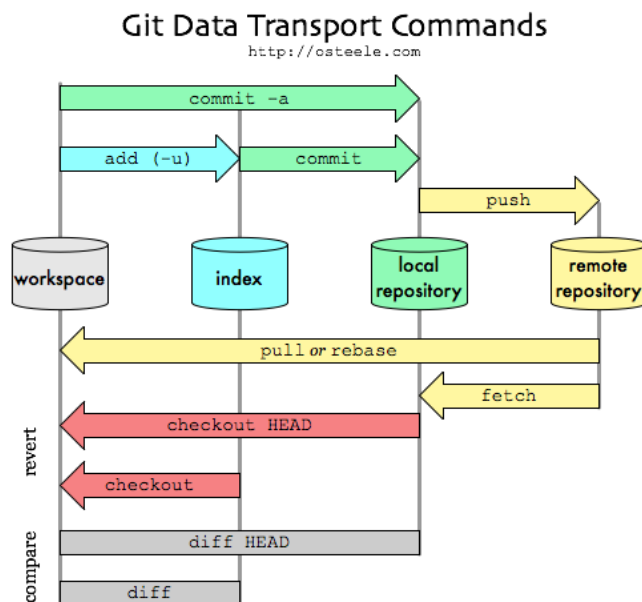 Git Data Transport Commands
http://osteele.com
commit -a
add (-u)
commit
push
workspace
index
local
repository
remote
repository
pull or rebase
fetch
revert
checkout HEAD
checkout
compare
diff HEAD
diff